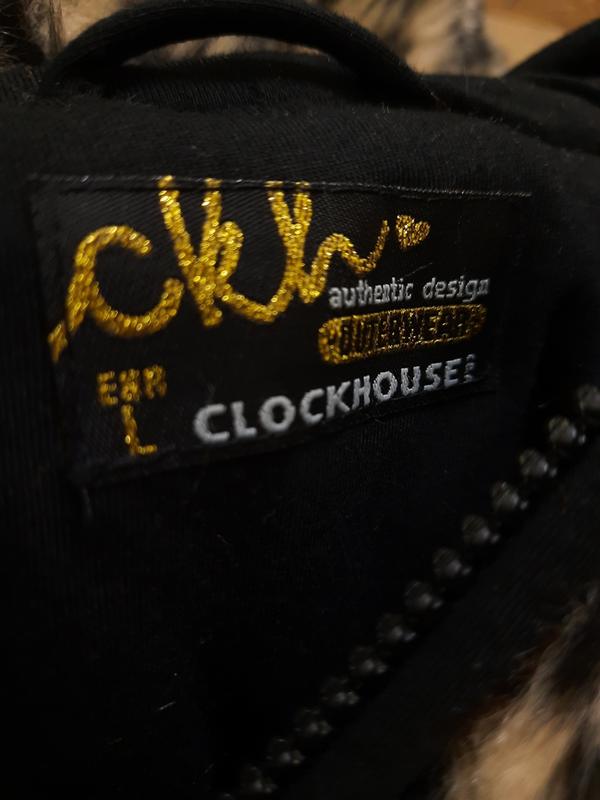 ckh
authentic design
OUTERWEAR
EUR
L
CLOCKHOUSE